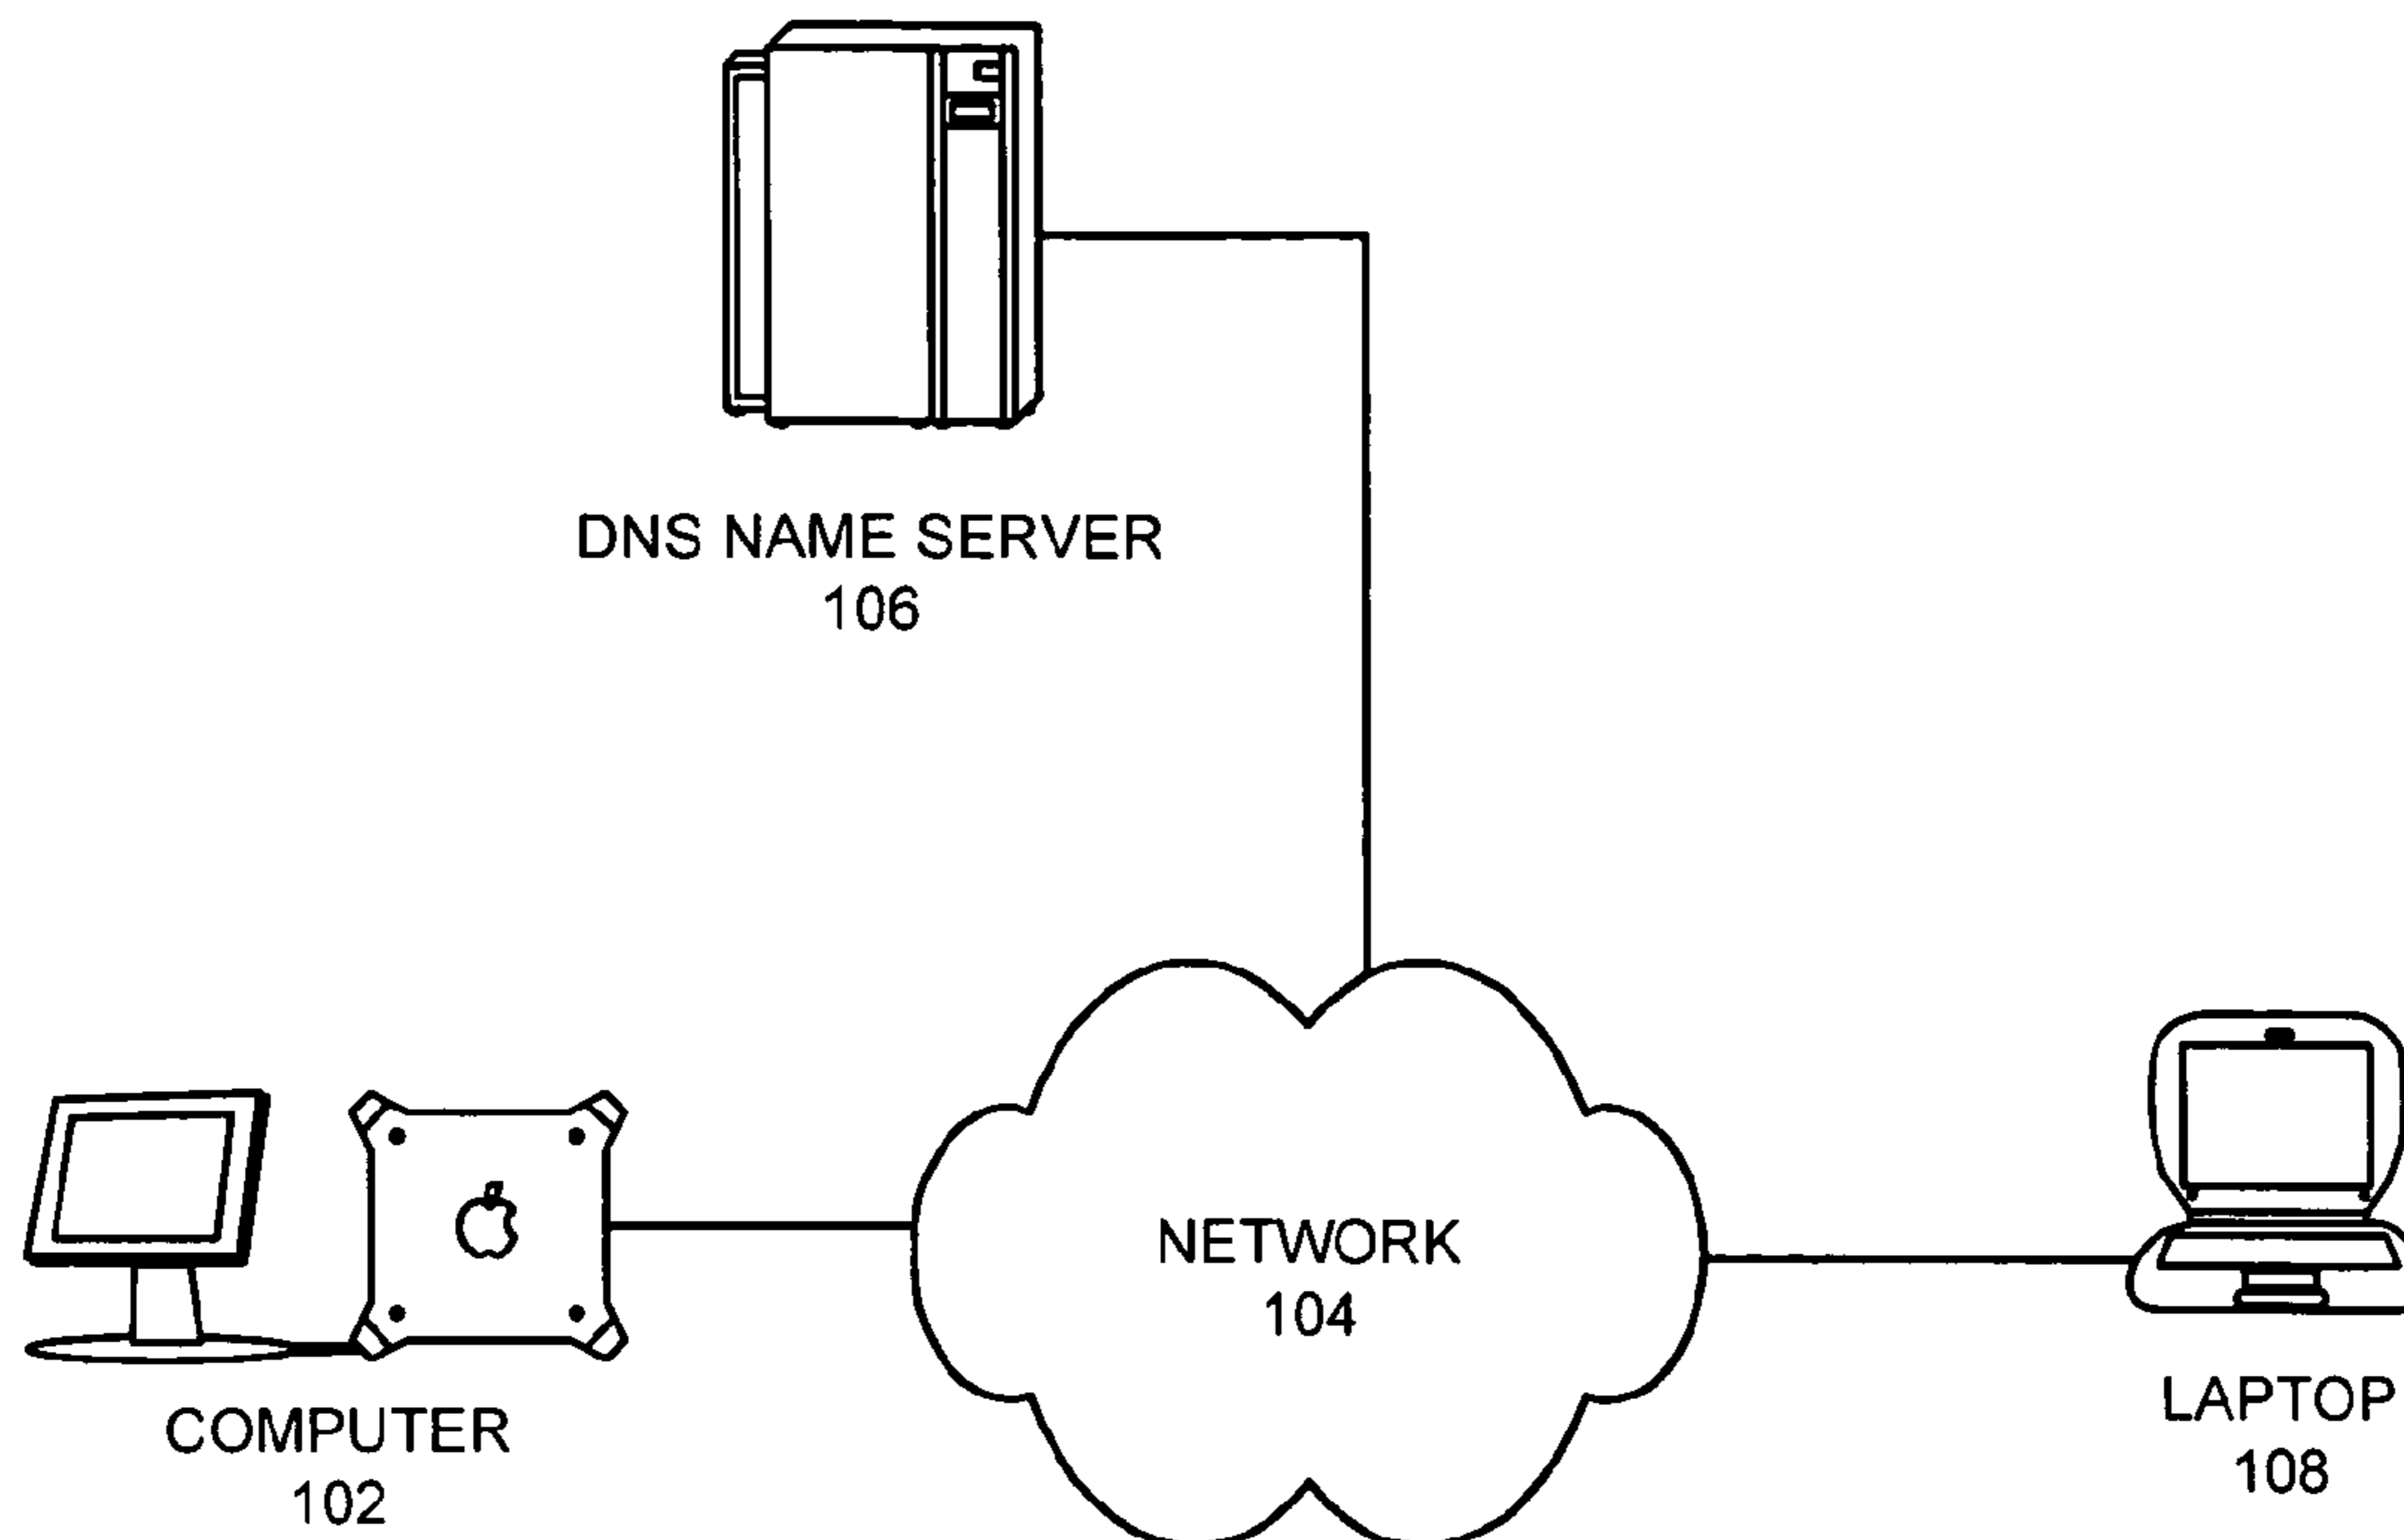 DNS NAME SERVER
106
NETWORK
104
COMPUTER
102
LAPTOP
108